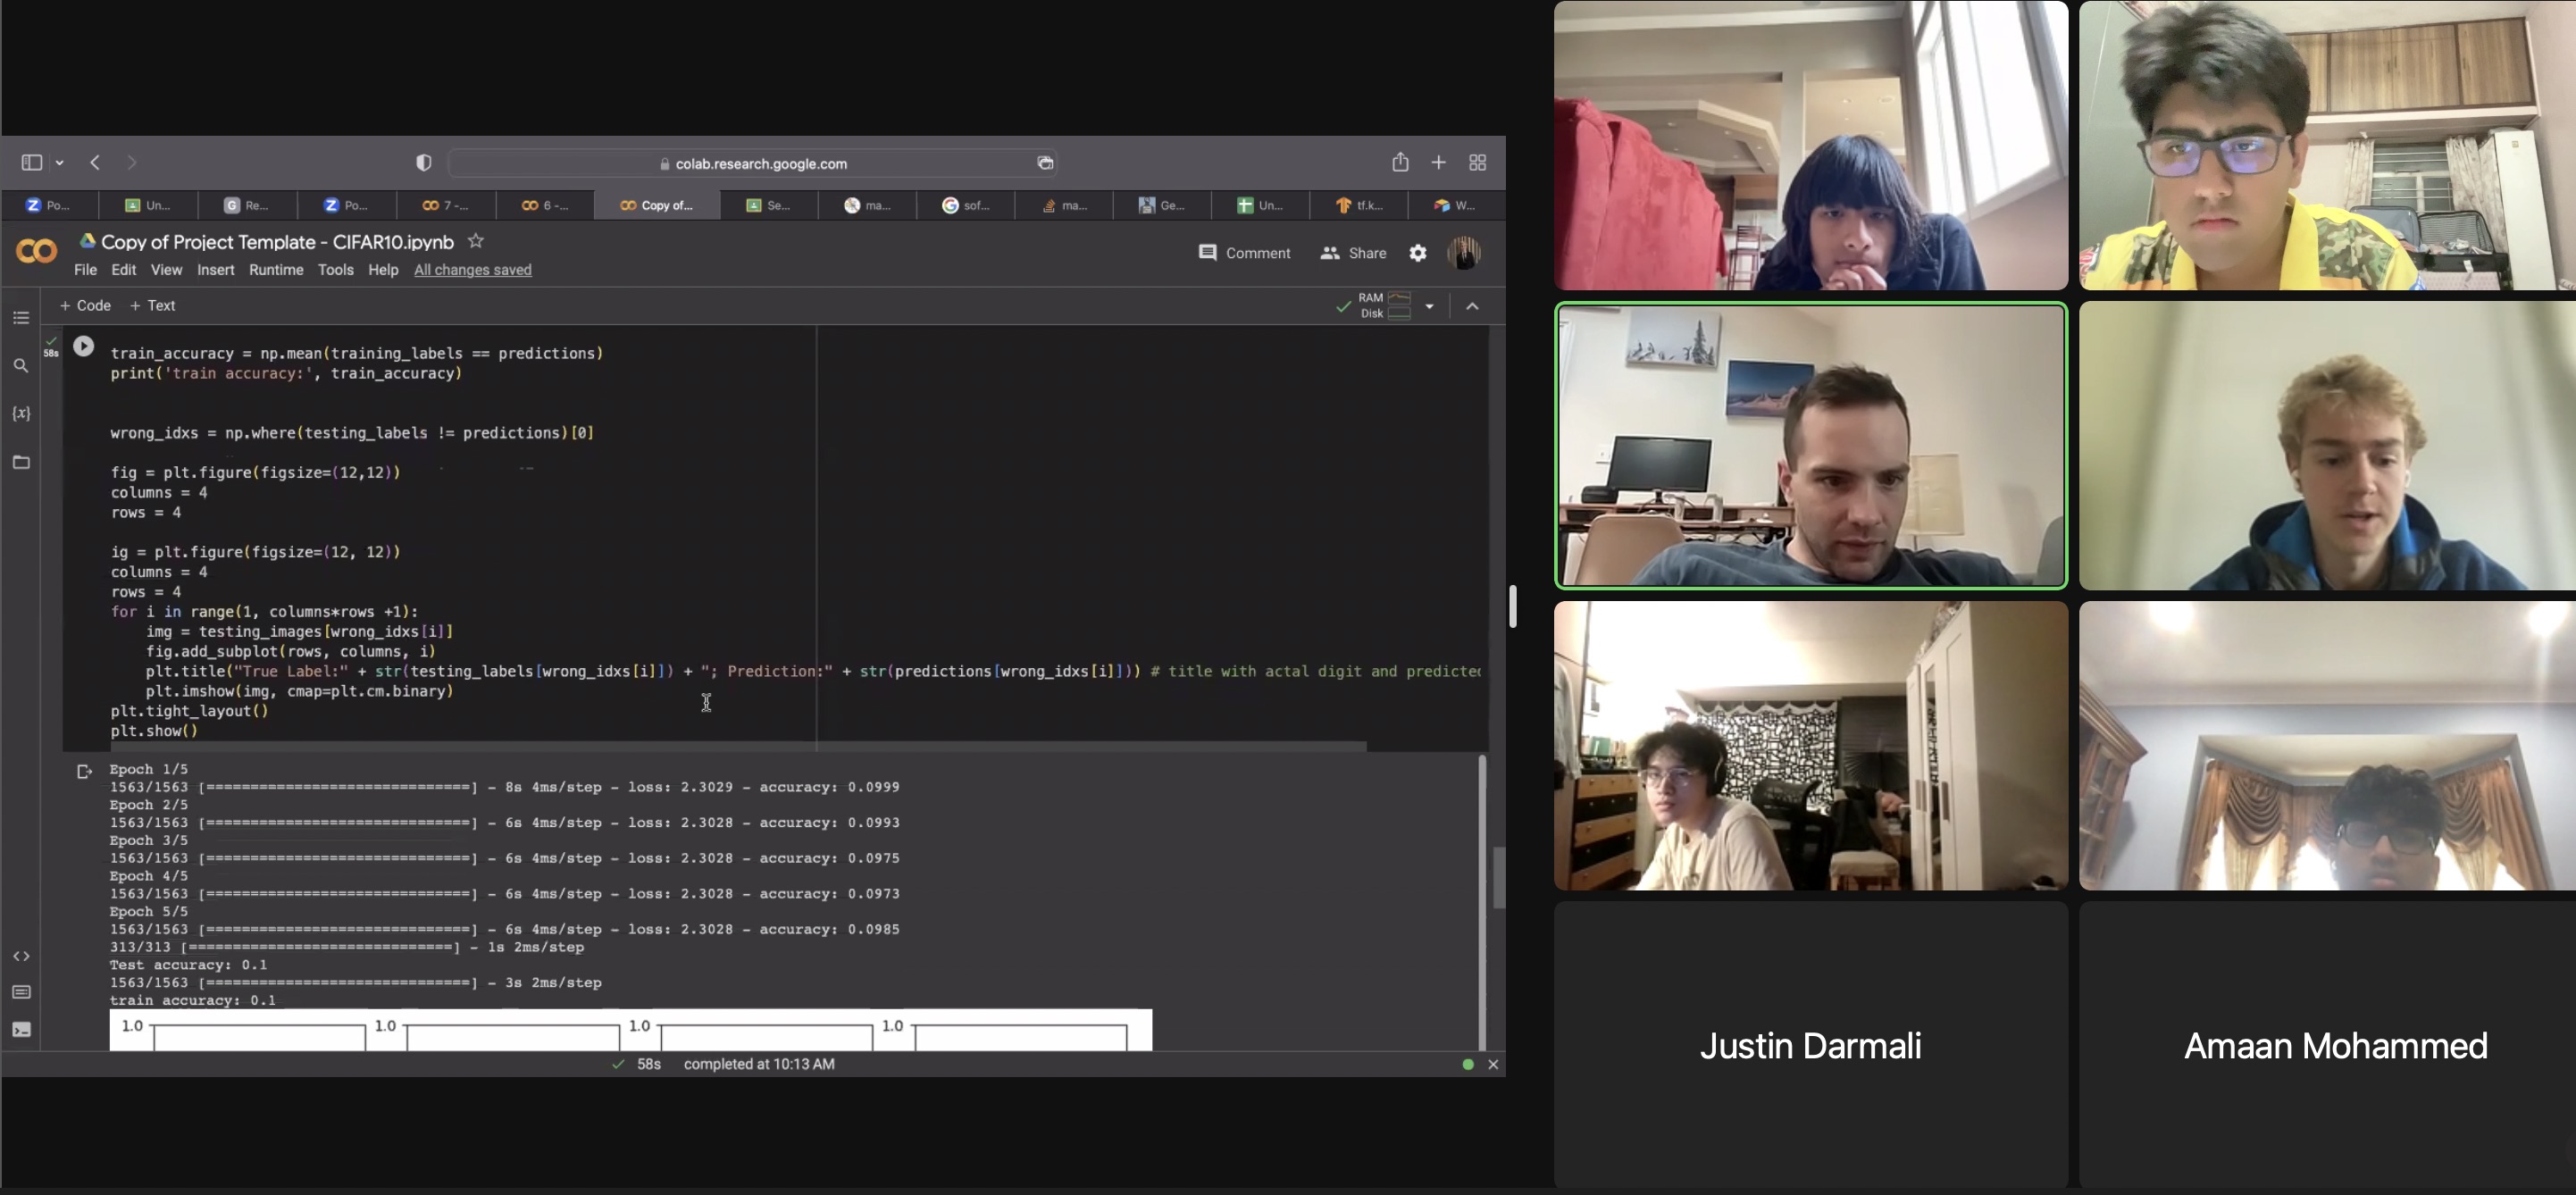 colab.research.google.com
Po...
Un...
Re...
Po...
7 -...
6 -...
Copy of...
Se...
ma...
sof...
ma...
Ge...
Un...
tf.k...
W...
Copy of Project Template - CIFAR10.ipynb
File Edit View Insert Runtime Tools Help All changes saved
Comment
Share
+ Code + Text
RAM
Disk
58s
train_accuracy = np.mean(training_labels == predictions)
print('train accuracy:', train_accuracy)
wrong_idxs = np.where(testing_labels != predictions)[0]
fig = plt.figure(figsize=(12,12))
columns = 4
rows = 4
ig = plt.figure(figsize=(12, 12))
columns = 4
rows = 4
for i in range(1, columns*rows +1):
    img = testing_images[wrong_idxs[i]]
    fig.add_subplot(rows, columns, i)
    plt.title("True Label:" + str(testing_labels[wrong_idxs[i]]) + "; Prediction:" + str(predictions[wrong_idxs[i]])) # title with actal digit and predicted
    plt.imshow(img, cmap=plt.cm.binary)
plt.tight_layout()
plt.show()
Epoch 1/5
1563/1563 [==============================] - 8s 4ms/step - loss: 2.3029 - accuracy: 0.0999
Epoch 2/5
1563/1563 [==============================] - 6s 4ms/step - loss: 2.3028 - accuracy: 0.0993
Epoch 3/5
1563/1563 [==============================] - 6s 4ms/step - loss: 2.3028 - accuracy: 0.0975
Epoch 4/5
1563/1563 [==============================] - 6s 4ms/step - loss: 2.3028 - accuracy: 0.0973
Epoch 5/5
1563/1563 [==============================] - 6s 4ms/step - loss: 2.3028 - accuracy: 0.0985
313/313 [==============================] - 1s 2ms/step
Test accuracy: 0.1
1563/1563 [==============================] - 3s 2ms/step
train accuracy: 0.1
1.0 1.0 1.0 1.0
58s completed at 10:13 AM
Justin Darmali
Amaan Mohammed